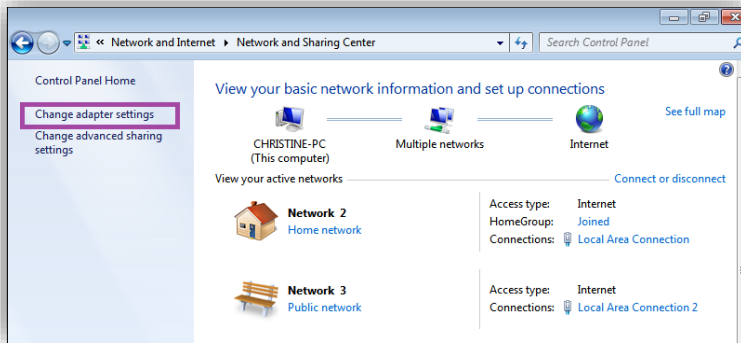 « Network and Internet ▸ Network and Sharing Center
Search Control Panel
Control Panel Home
Change adapter settings
Change advanced sharing
settings
View your basic network information and set up connections
See full map
CHRISTINE-PC
(This computer)
Multiple networks
Internet
View your active networks
Connect or disconnect
Network 2
Home network
Access type: Internet
HomeGroup: Joined
Connections: Local Area Connection
Network 3
Public network
Access type: Internet
Connections: Local Area Connection 2